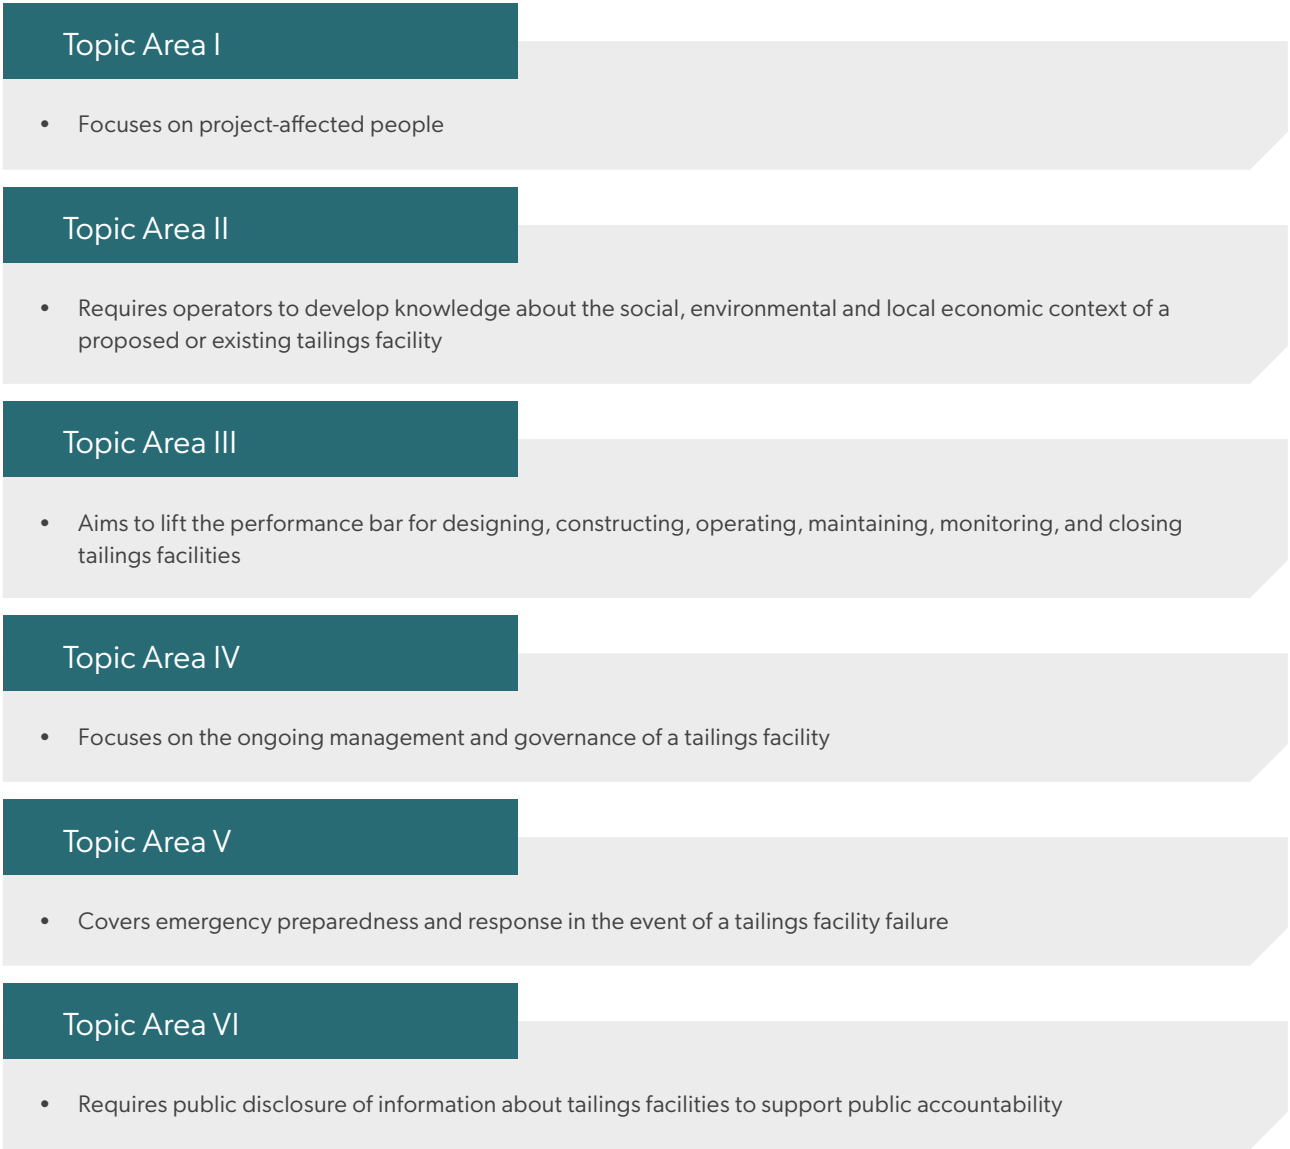 Topic Area I
• Focuses on project-affected people
Topic Area II
• Requires operators to develop knowledge about the social, environmental and local economic context of a
proposed or existing tailings facility
Topic Area III
• Aims to lift the performance bar for designing, constructing, operating, maintaining, monitoring, and closing
tailings facilities
Topic Area IV
• Focuses on the ongoing management and governance of a tailings facility
Topic Area V
• Covers emergency preparedness and response in the event of a tailings facility failure
Topic Area VI
• Requires public disclosure of information about tailings facilities to support public accountability